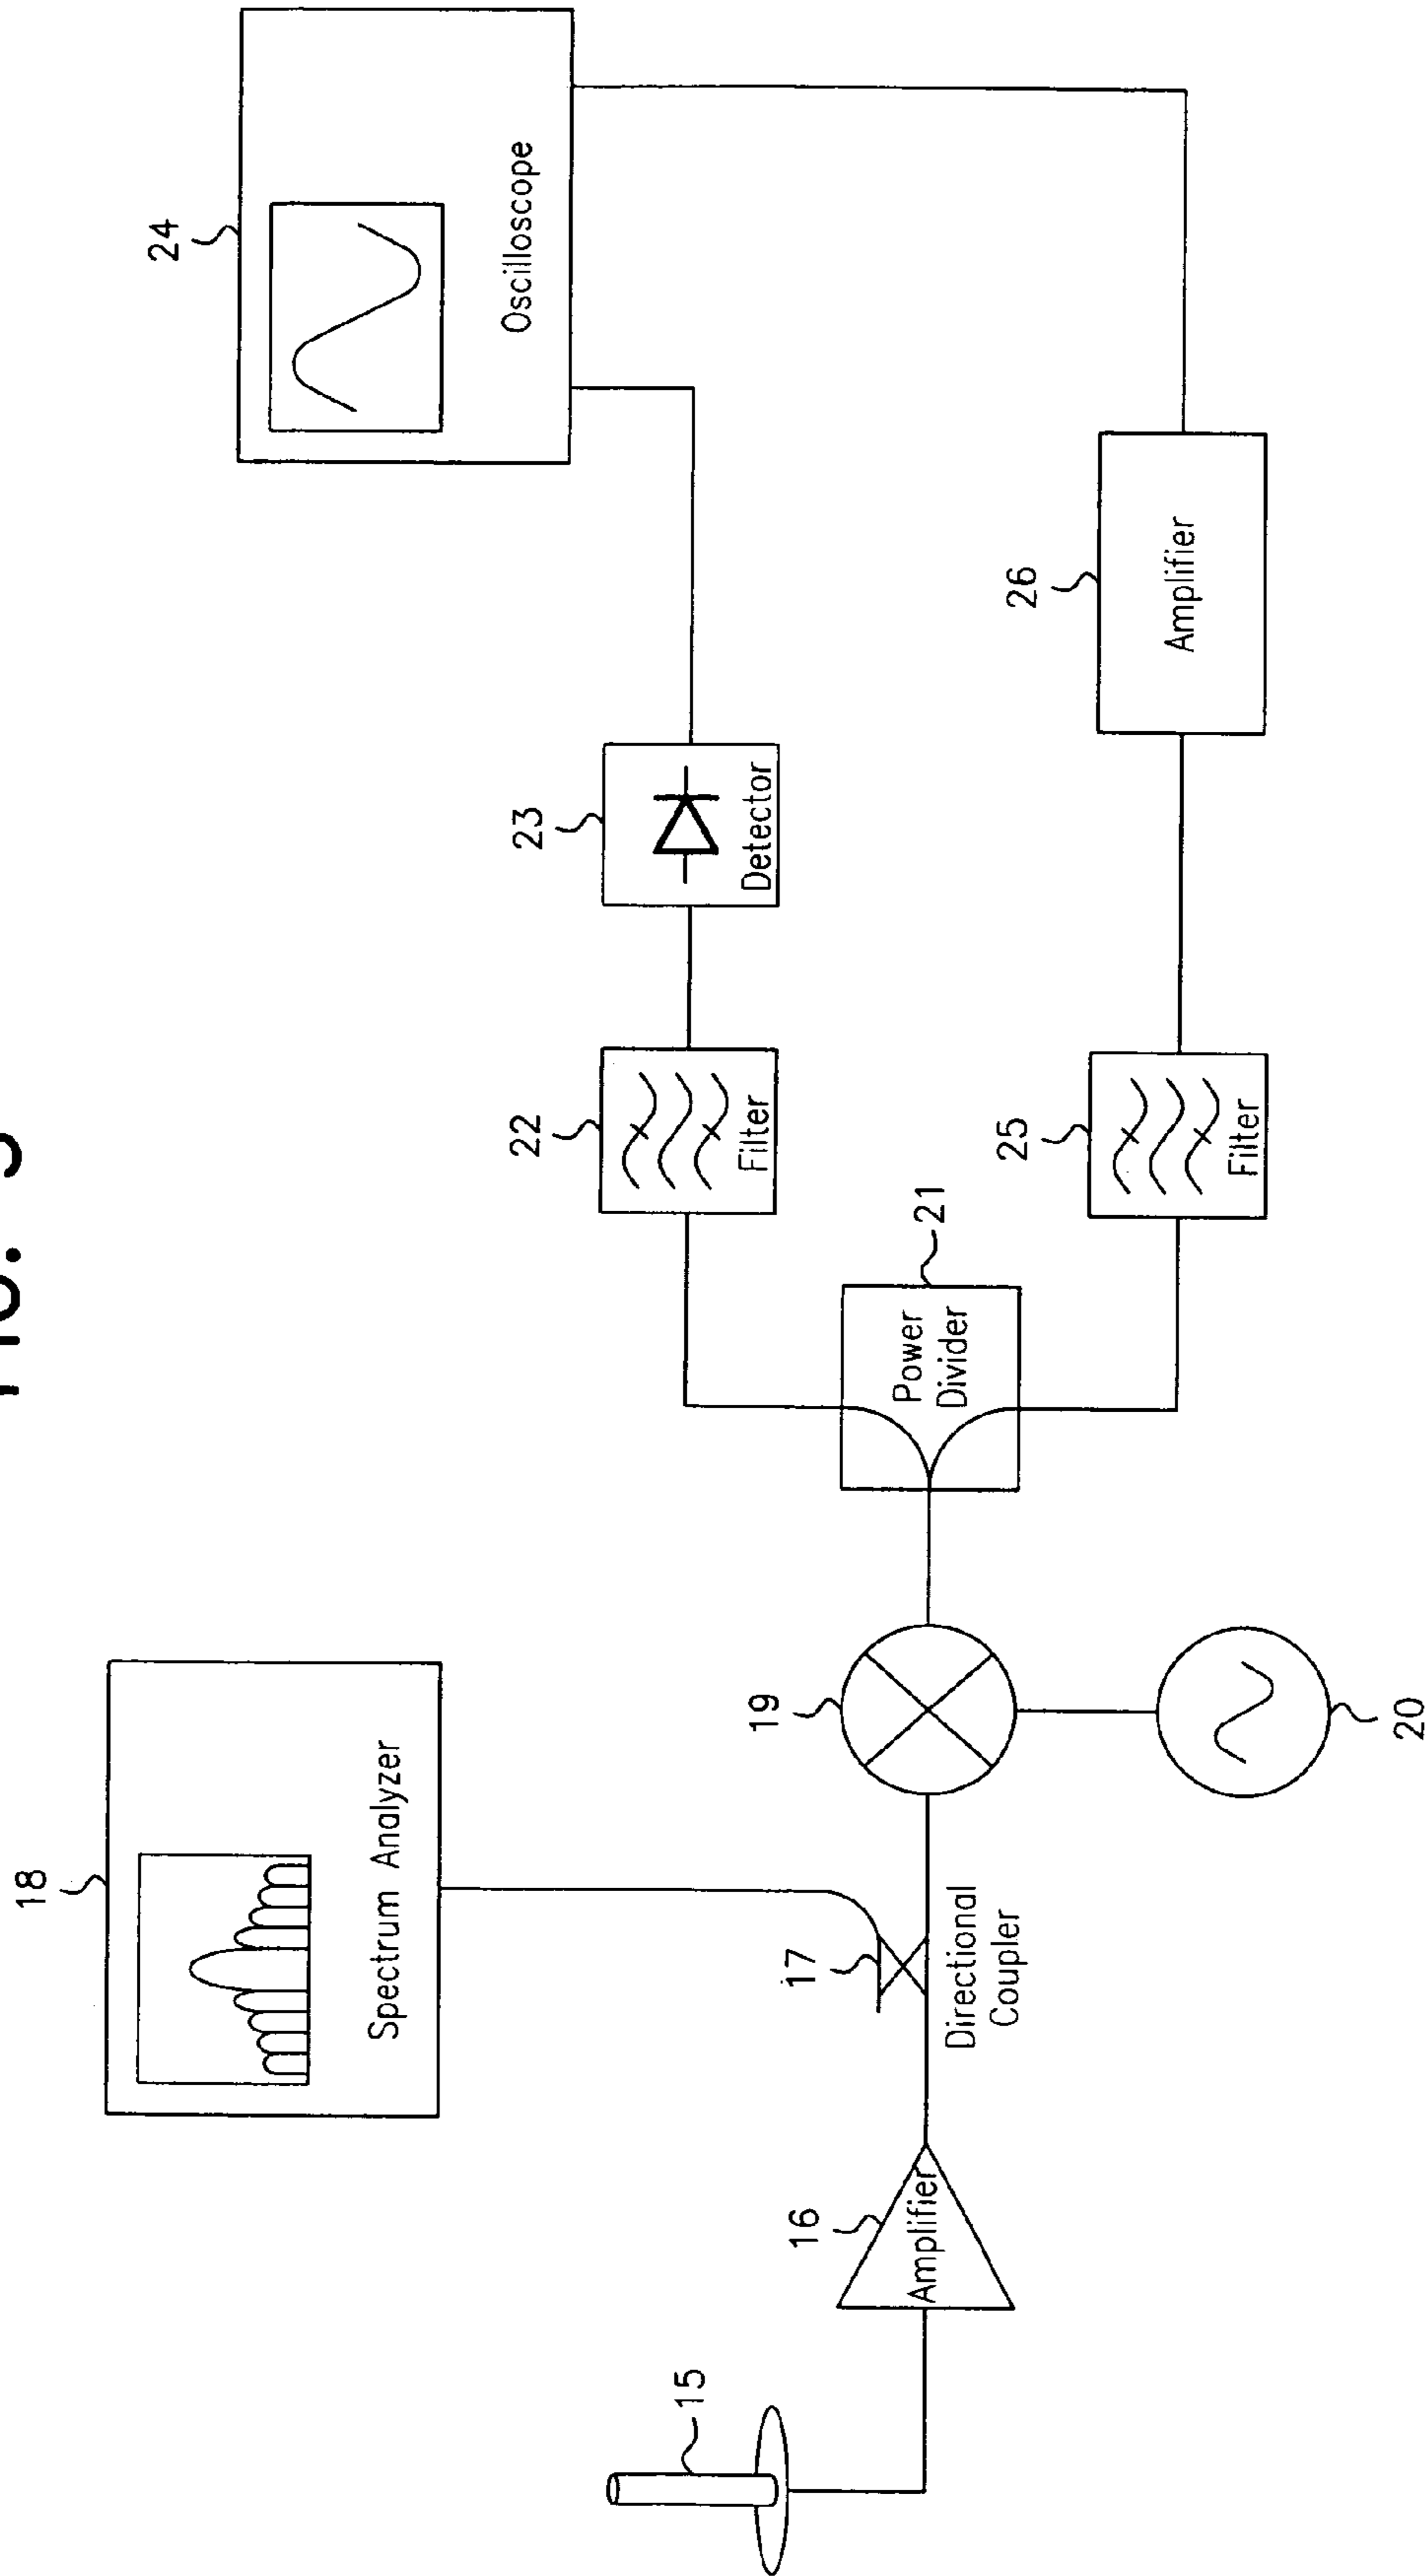 18
Spectrum Analyzer
24
Oscilloscope
15
16
Amplifier
17
Directional
Coupler
19
20
21
Power
Divider
22
Filter
23
Detector
25
Filter
26
Amplifier